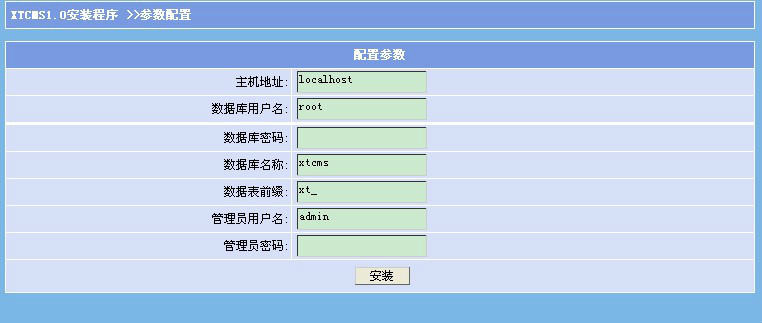 XTCMS1.0安装程序 >>参数配置
配置参数
主机地址: localhost
数据库用户名: root
数据库密码:
数据库名称: xtcms
数据表前缀: xt_
管理员用户名: admin
管理员密码:
安装